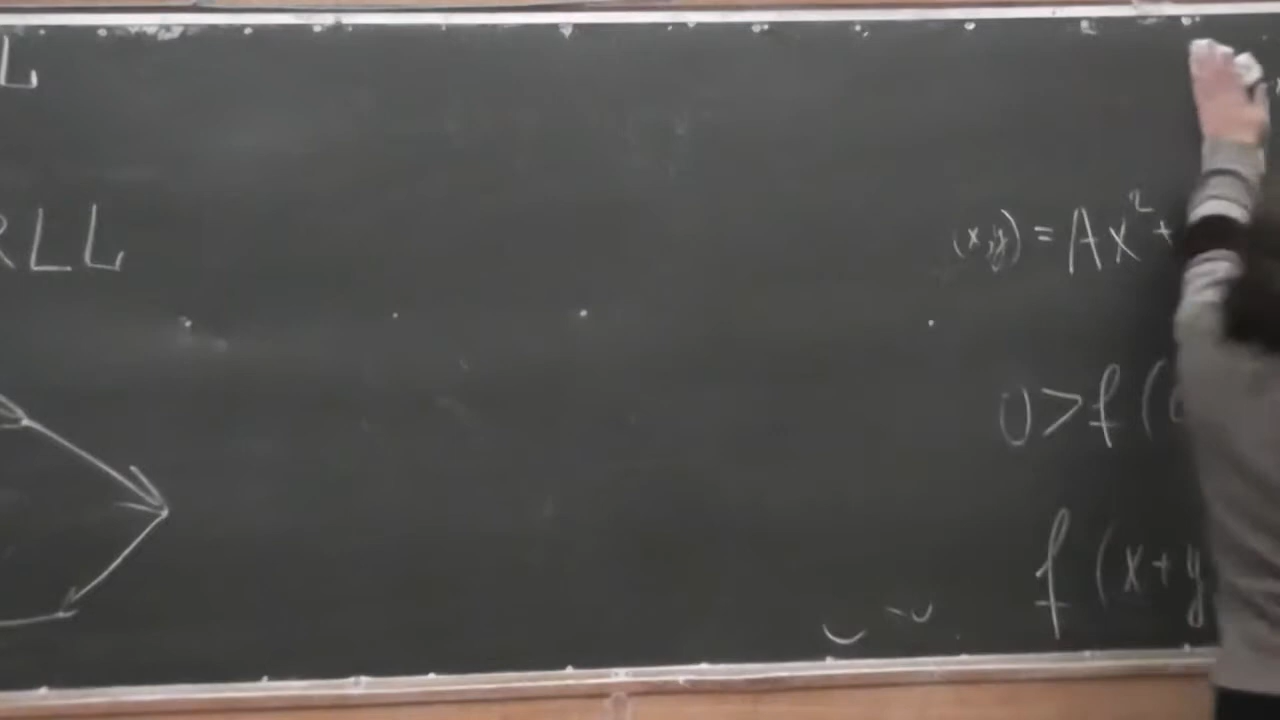 L
RLL
(x,y) = Ax² +
0 > f (
f (x + y